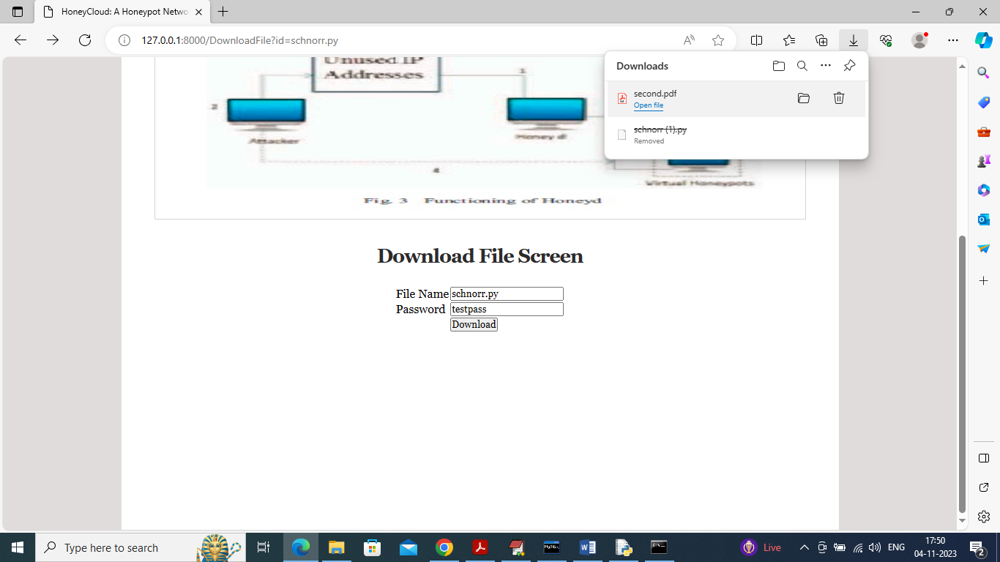 HoneyCloud: A Honeypot Netwo
127.0.0.1:8000/DownloadFile?id=schnorr.py
Downloads
second.pdf
Open file
schnorr (1).py
Removed
Unused IP
Addresses
1
2
Attacker
Honey d
4
Virtual Honeypots
Fig. 3 Functioning of Honeyd
Download File Screen
File Name schnorr.py
Password testpass
Download
Type here to search
Live
ENG
17:50
04-11-2023
2